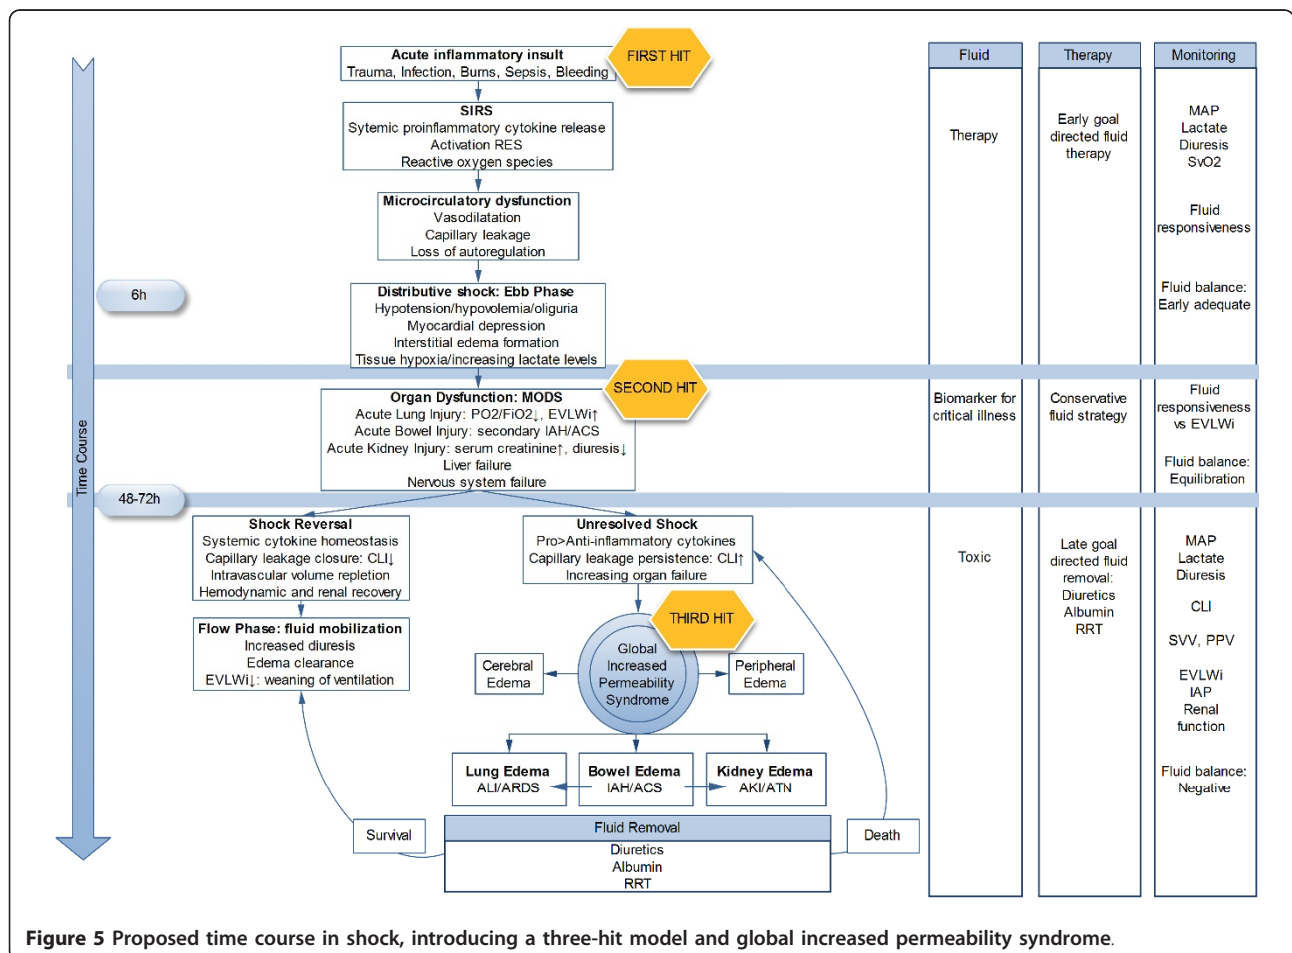 Acute inflammatory insult
Trauma, Infection, Burns, Sepsis, Bleeding
FIRST HIT
SIRS
Sytemic proinflammatory cytokine release
Activation RES
Reactive oxygen species
Microcirculatory dysfunction
Vasodilatation
Capillary leakage
Loss of autoregulation
6h
Distributive shock: Ebb Phase
Hypotension/hypovolemia/oliguria
Myocardial depression
Interstitial edema formation
Tissue hypoxia/increasing lactate levels
SECOND HIT
Organ Dysfunction: MODS
Acute Lung Injury: PO2/FiO2↓, EVLWi↑
Acute Bowel Injury: secondary IAH/ACS
Acute Kidney Injury: serum creatinine↑, diuresis↓
Liver failure
Nervous system failure
Time Course
48-72h
Shock Reversal
Systemic cytokine homeostasis
Capillary leakage closure: CLI↓
Intravascular volume repletion
Hemodynamic and renal recovery
Flow Phase: fluid mobilization
Increased diuresis
Edema clearance
EVLWi↓: weaning of ventilation
Unresolved Shock
Pro>Anti-inflammatory cytokines
Capillary leakage persistence: CLI↑
Increasing organ failure
THIRD HIT
Global
Increased
Permeability
Syndrome
Cerebral
Edema
Peripheral
Edema
Lung Edema
ALI/ARDS
Bowel Edema
IAH/ACS
Kidney Edema
AKI/ATN
Survival
Fluid Removal
Diuretics
Albumin
RRT
Death
Fluid
Therapy
Biomarker for
critical illness
Toxic
Therapy
Early goal
directed fluid
therapy
Conservative
fluid strategy
Late goal
directed fluid
removal:
Diuretics
Albumin
RRT
Monitoring
MAP
Lactate
Diuresis
SvO2
Fluid
responsiveness
Fluid balance:
Early adequate
Fluid
responsiveness
vs EVLWi
Fluid balance:
Equilibration
MAP
Lactate
Diuresis
CLI
SVV, PPV
EVLWi
IAP
Renal
function
Fluid balance:
Negative
Figure 5 Proposed time course in shock, introducing a three-hit model and global increased permeability syndrome.